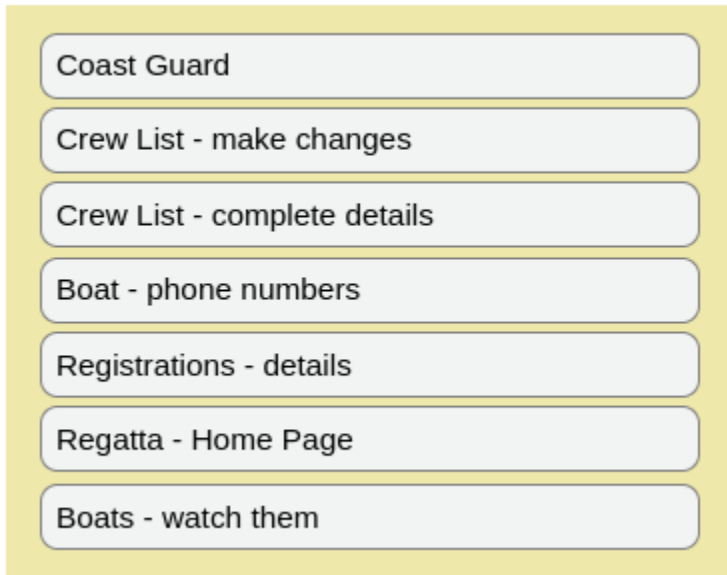 Coast Guard
Crew List - make changes
Crew List - complete details
Boat - phone numbers
Registrations - details
Regatta - Home Page
Boats - watch them